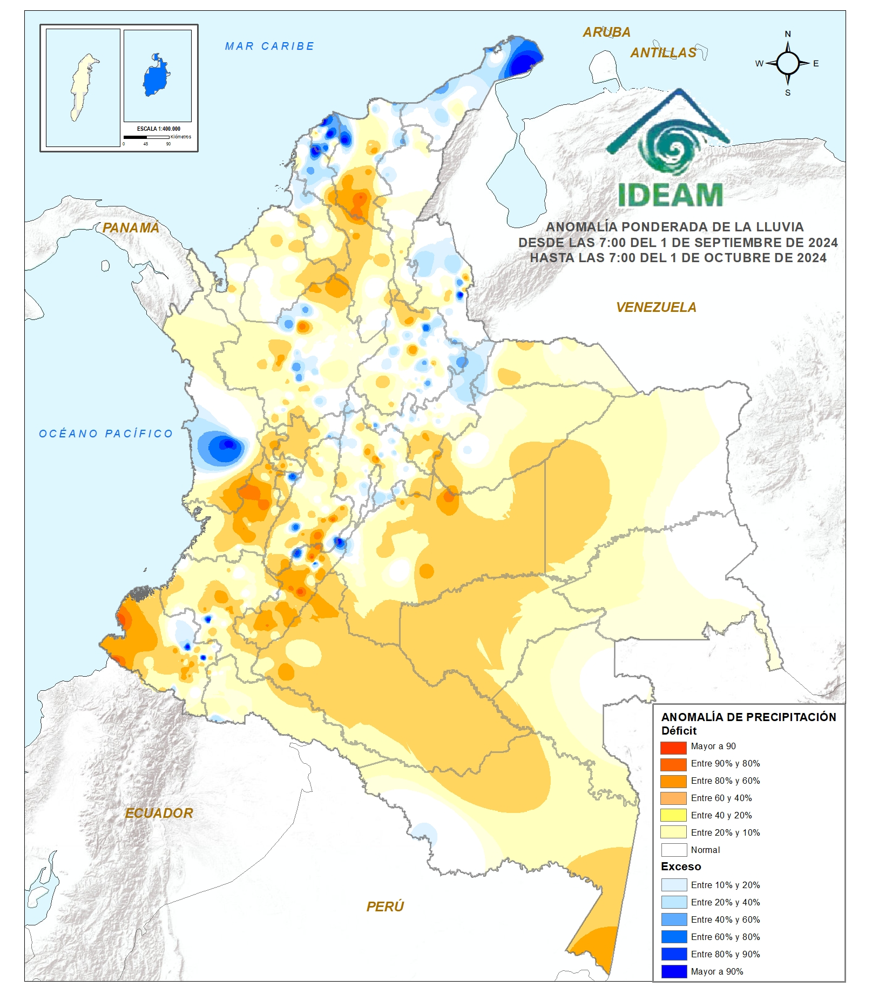 MAR CARIBE
ARUBA
ANTILLAS
N
W
E
S
ESCALA 1:400.000
Kilómetros
0 45 90
IDEAM
ANOMALÍA PONDERADA DE LA LLUVIA
DESDE LAS 7:00 DEL 1 DE SEPTIEMBRE DE 2024
HASTA LAS 7:00 DEL 1 DE OCTUBRE DE 2024
PANAMÁ
VENEZUELA
OCÉANO PACÍFICO
ECUADOR
PERÚ
ANOMALÍA DE PRECIPITACIÓN
Déficit
Mayor a 90
Entre 90% y 80%
Entre 80% y 60%
Entre 60 y 40%
Entre 40 y 20%
Entre 20% y 10%
Normal
Exceso
Entre 10% y 20%
Entre 20% y 40%
Entre 40% y 60%
Entre 60% y 80%
Entre 80% y 90%
Mayor a 90%